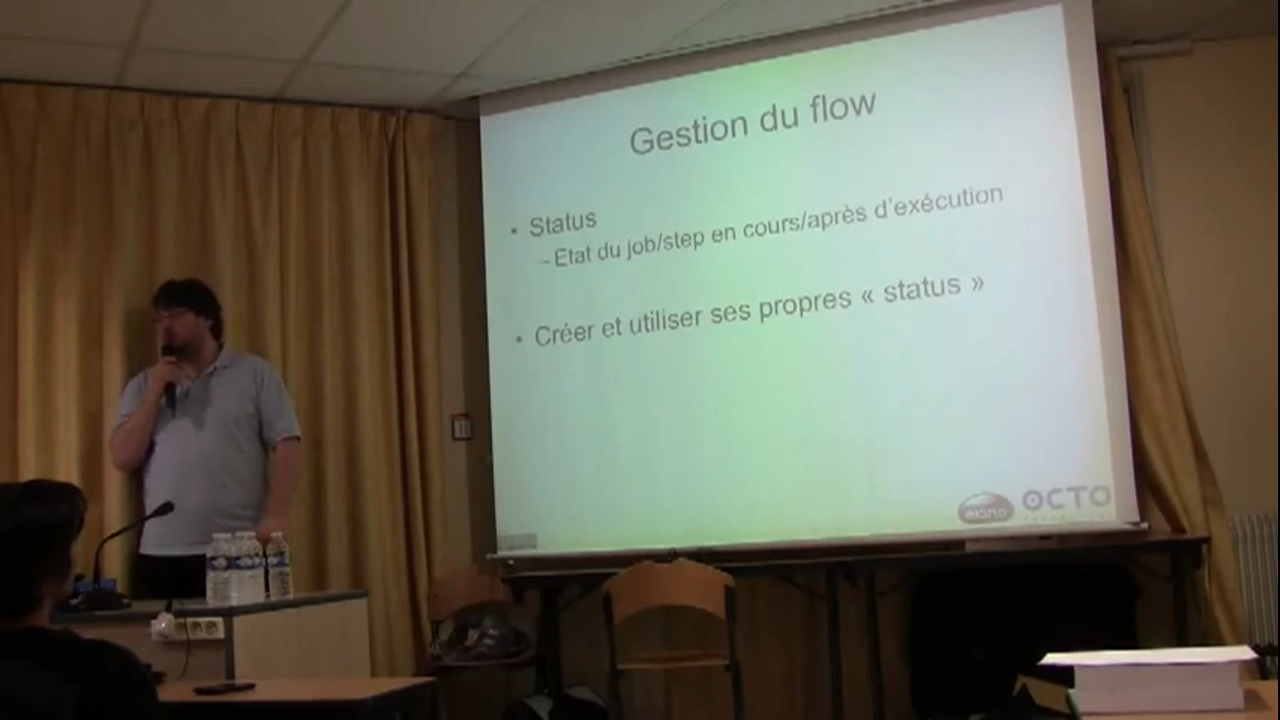 Gestion du flow
• Status
– Etat du job/step en cours/après d'exécution
• Créer et utiliser ses propres « status »
OCTO